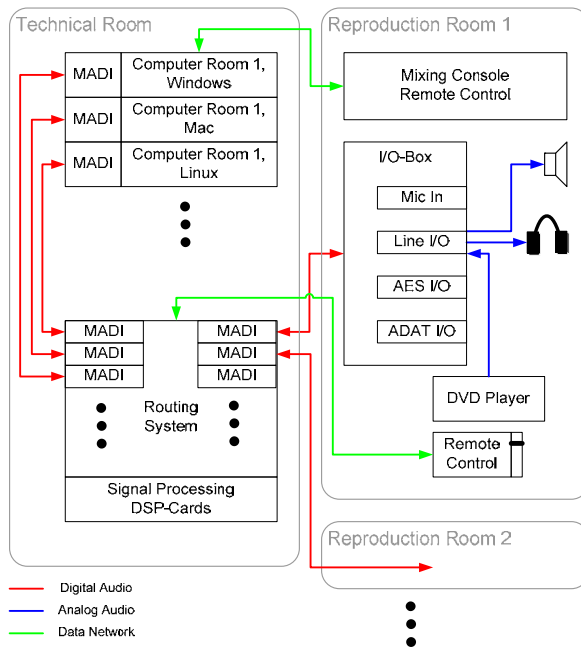 Technical Room
MADI
Computer Room 1,
Windows
MADI
Computer Room 1,
Mac
MADI
Computer Room 1,
Linux
MADI
MADI
MADI
MADI
MADI
MADI
Routing
System
Signal Processing
DSP-Cards
Reproduction Room 1
Mixing Console
Remote Control
I/O-Box
Mic In
Line I/O
AES I/O
ADAT I/O
DVD Player
Remote
Control
Reproduction Room 2
Digital Audio
Analog Audio
Data Network